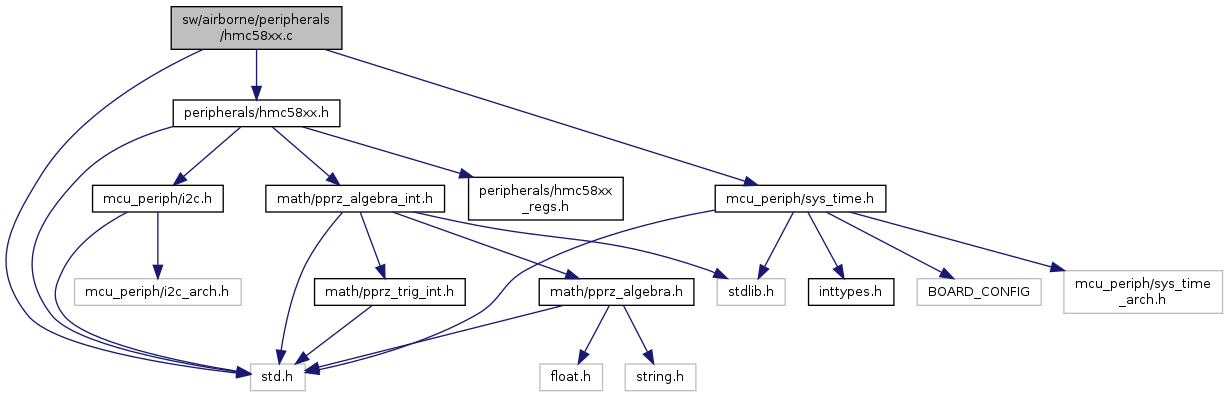 sw/airborne/peripherals
/hmc58xx.c
peripherals/hmc58xx.h
mcu_periph/i2c.h
math/pprz_algebra_int.h
peripherals/hmc58xx
_regs.h
mcu_periph/sys_time.h
mcu_periph/i2c_arch.h
math/pprz_trig_int.h
math/pprz_algebra.h
stdlib.h
inttypes.h
BOARD_CONFIG
mcu_periph/sys_time
_arch.h
std.h
float.h
string.h